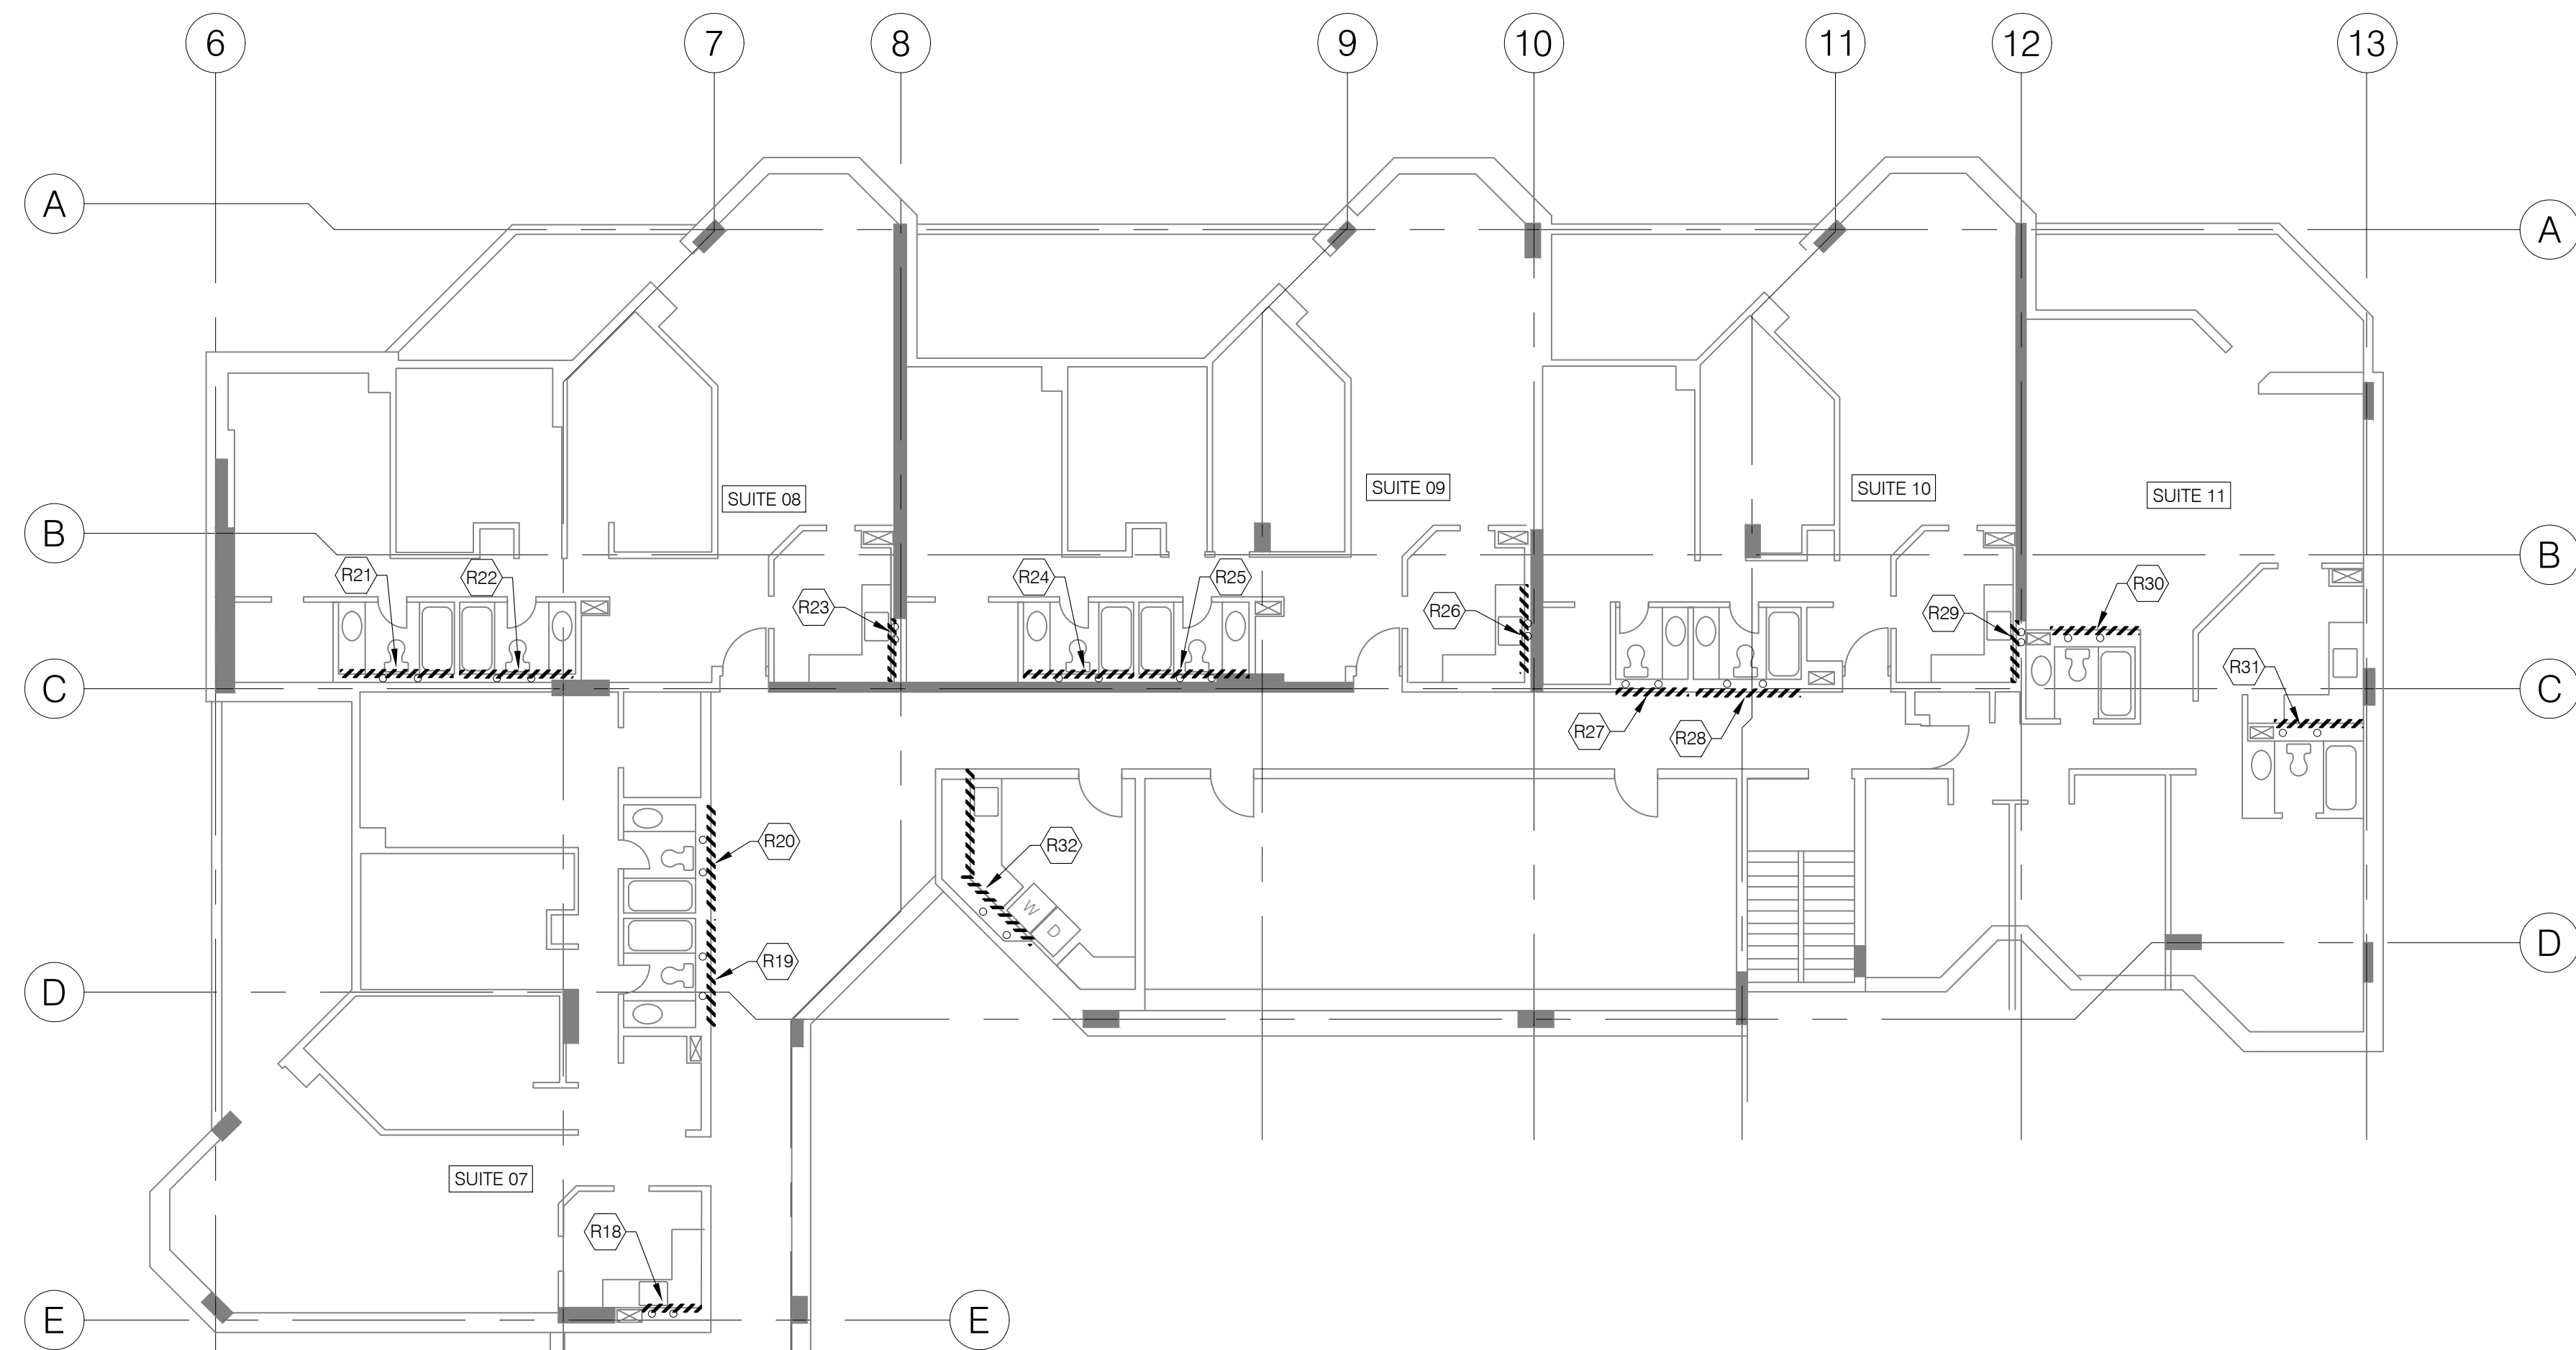 6
7
8
9
10
11
12
13
A
A
SUITE 08
SUITE 09
SUITE 10
SUITE 11
B
B
R21
R22
R23
R24
R25
R26
R29
R30
R31
C
C
R27
R28
R20
R32
W
D
R19
D
D
SUITE 07
R18
E
E